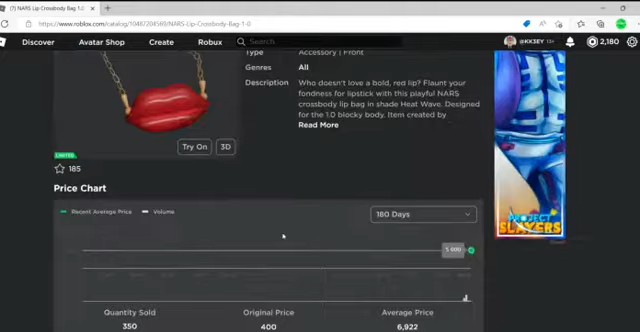 (7) NARS Lip Crossbody Bag 1.0
https://www.roblox.com/catalog/10467204569/NARS-Lip-Crossbody-Bag-1-0
Discover Avatar Shop Create Robux Search @KK5EY 13+ 2,180
Type Accessory | Front
Genres All
Description Who doesn't love a bold, red lip? Flaunt your
fondness for lipstick with this playful NARS
crossbody lip bag in shade Heat Wave. Designed
for the 1.0 blocky body. Item created by
Read More
Try On 3D
LIMITED
185
PROJECT
SLAYERS
Price Chart
Recent Average Price Volume 180 Days
5 000
Quantity Sold Original Price Average Price
350 400 6,922